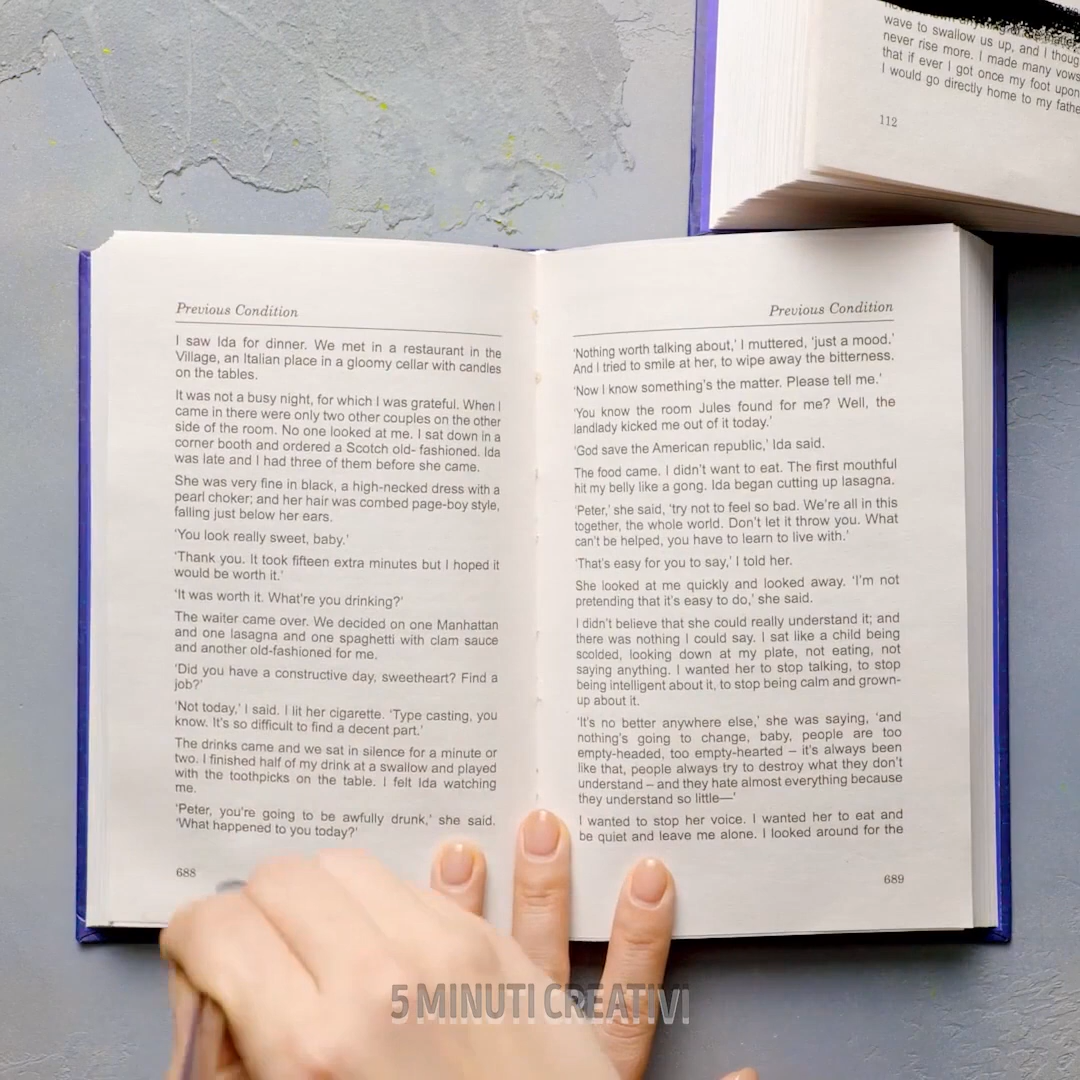 wave to swallow us up, and I thoug
never rise more. I made many vows
that if ever I got once my foot upon
I would go directly home to my fathe
112
Previous Condition
I saw Ida for dinner. We met in a restaurant in the
Village, an Italian place in a gloomy cellar with candles
on the tables.
It was not a busy night, for which I was grateful. When I
came in there were only two other couples on the other
side of the room. No one looked at me. I sat down in a
corner booth and ordered a Scotch old- fashioned. Ida
was late and I had three of them before she came.
She was very fine in black, a high-necked dress with a
pearl choker; and her hair was combed page-boy style,
falling just below her ears.
‘You look really sweet, baby.’
‘Thank you. It took fifteen extra minutes but I hoped it
would be worth it.’
‘It was worth it. What’re you drinking?’
The waiter came over. We decided on one Manhattan
and one lasagna and one spaghetti with clam sauce
and another old-fashioned for me.
‘Did you have a constructive day, sweetheart? Find a
job?’
‘Not today,’ I said. I lit her cigarette. ‘Type casting, you
know. It’s so difficult to find a decent part.’
The drinks came and we sat in silence for a minute or
two. I finished half of my drink at a swallow and played
with the toothpicks on the table. I felt Ida watching
me.
‘Peter, you’re going to be awfully drunk,’ she said.
‘What happened to you today?’
688
Previous Condition
‘Nothing worth talking about,’ I muttered, ‘just a mood.’
And I tried to smile at her, to wipe away the bitterness.
‘Now I know something’s the matter. Please tell me.’
‘You know the room Jules found for me? Well, the
landlady kicked me out of it today.’
‘God save the American republic,’ Ida said.
The food came. I didn’t want to eat. The first mouthful
hit my belly like a gong. Ida began cutting up lasagna.
‘Peter,’ she said, ‘try not to feel so bad. We’re all in this
together, the whole world. Don’t let it throw you. What
can’t be helped, you have to learn to live with.’
‘That’s easy for you to say,’ I told her.
She looked at me quickly and looked away. ‘I’m not
pretending that it’s easy to do,’ she said.
I didn’t believe that she could really understand it; and
there was nothing I could say. I sat like a child being
scolded, looking down at my plate, not eating, not
saying anything. I wanted her to stop talking, to stop
being intelligent about it, to stop being calm and grown-
up about it.
‘It’s no better anywhere else,’ she was saying, ‘and
nothing’s going to change, baby, people are too
empty-headed, too empty-hearted – it’s always been
like that, people always try to destroy what they don’t
understand – and they hate almost everything because
they understand so little—’
I wanted to stop her voice. I wanted her to eat and
be quiet and leave me alone. I looked around for the
689
5 MINUTI CREATIVI